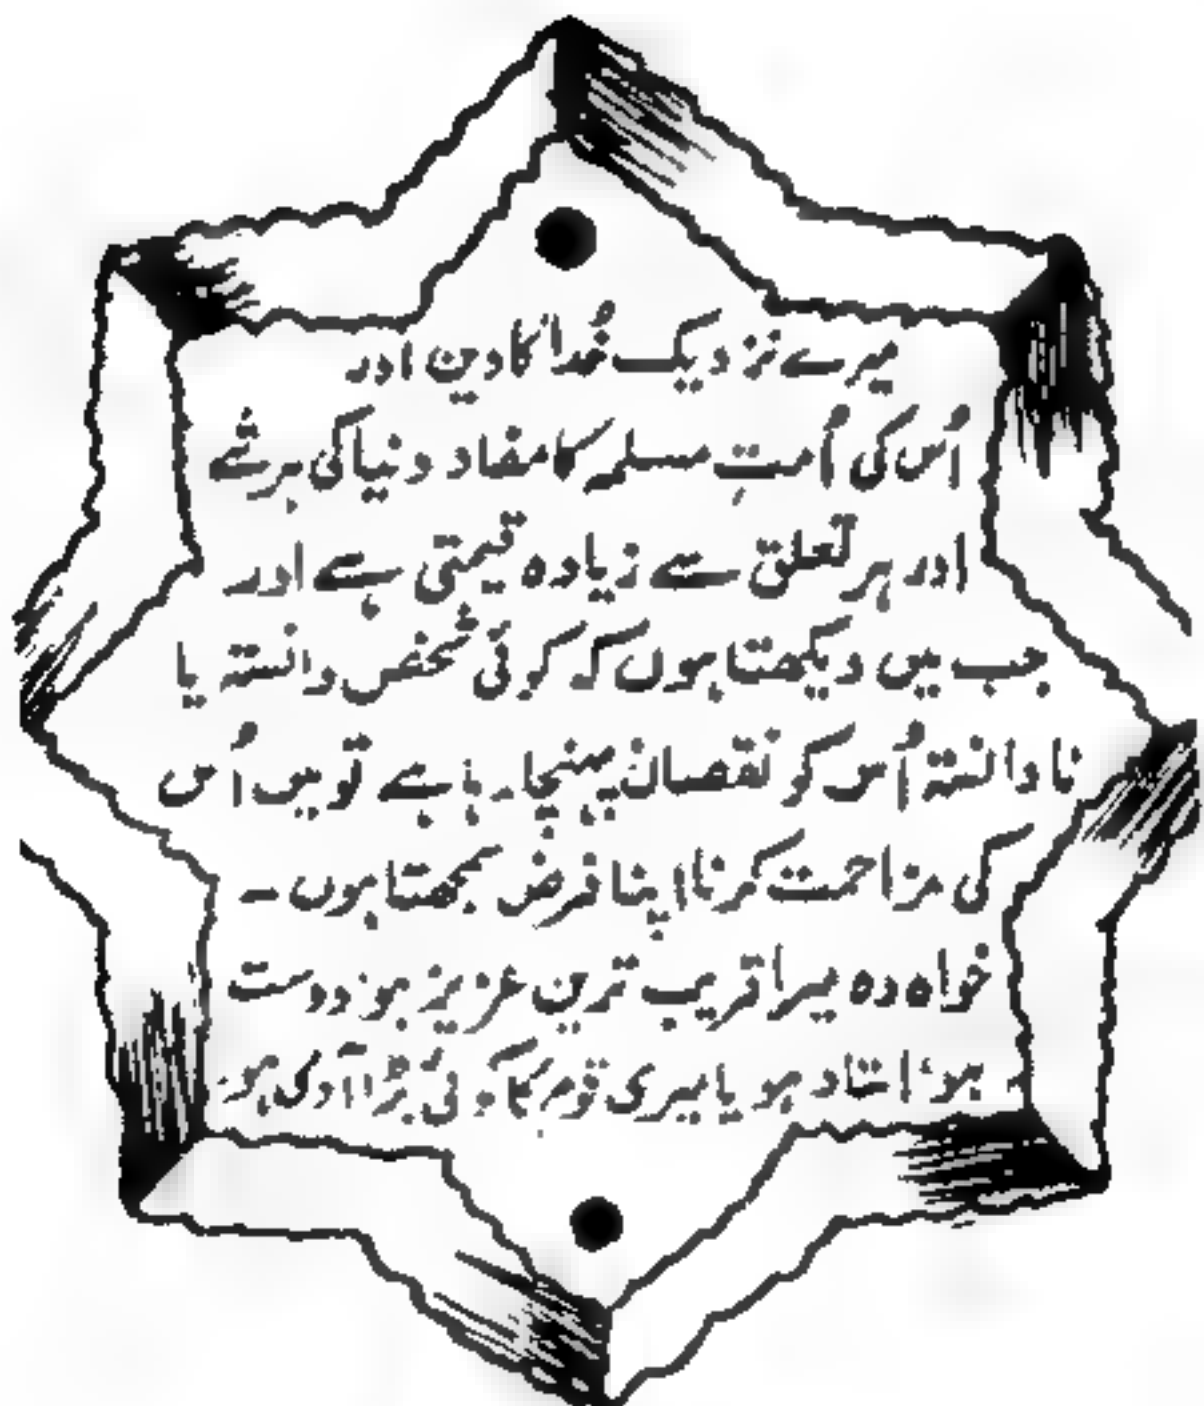 میرے نزدیک خُدا کا دین اور
اُس کی اُمتِ مسلمہ کا مفاد دنیا کی ہر شے
اور ہر تعلق سے زیادہ قیمتی ہے اور
جب میں دیکھتا ہوں کہ کوئی شخص دانستہ یا
نادانستہ اُس کو نقصان پہنچا رہا ہے تو میں اُس
کی مزاحمت کرنا اپنا فرض سمجھتا ہوں ۔
خواہ وہ میرا قریب ترین عزیز ہو، دوست
ہو، استاد ہو یا میری قوم کا کوئی بڑا آدمی ہو۔